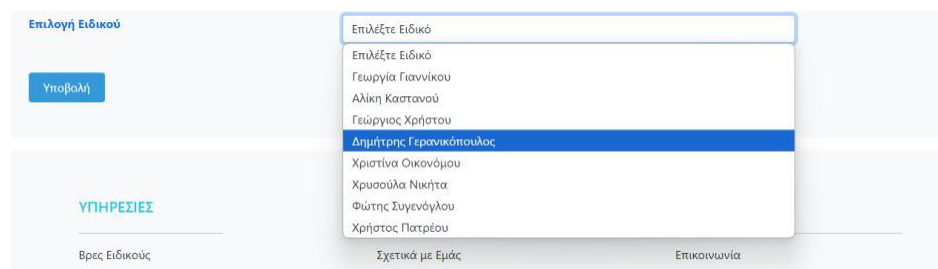 Επιλογή Ειδικού
Επιλέξτε Ειδικό
Επιλέξτε Ειδικό
Γεωργία Γιαννίκου
Υποβολή
Αλίκη Καστανού
Γεώργιος Χρήστου
Δημήτρης Γερανικόπουλος
Χριστίνα Οικονόμου
Χρυσούλα Νικήτα
ΥΠΗΡΕΣΙΕΣ
Φώτης Συγενόγλου
Χρήστος Πατρέου
Βρες Ειδικούς
Σχετικά με Εμάς
Επικοινωνία